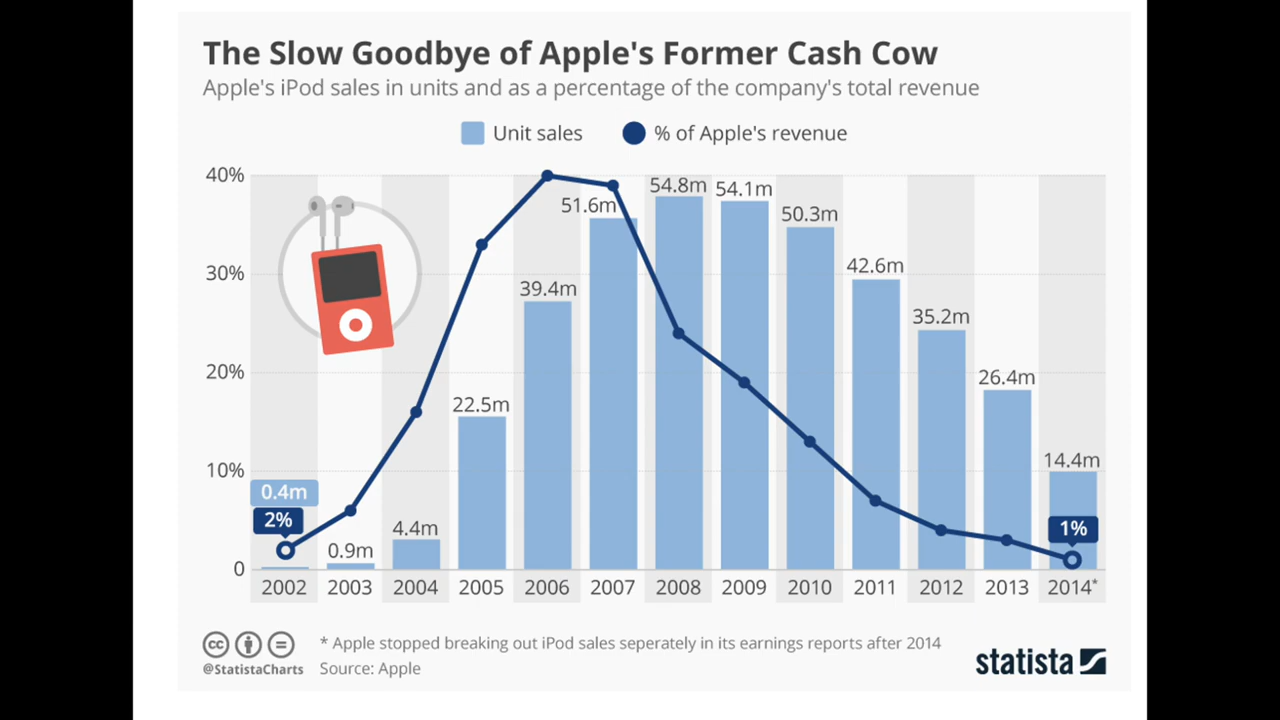 The Slow Goodbye of Apple's Former Cash Cow
Apple's iPod sales in units and as a percentage of the company's total revenue
Unit sales % of Apple's revenue
40%
30%
20%
10%
0
0.4m
2%
0.9m
4.4m
22.5m
39.4m
51.6m
54.8m
54.1m
50.3m
42.6m
35.2m
26.4m
14.4m
1%
2002 2003 2004 2005 2006 2007 2008 2009 2010 2011 2012 2013 2014*
* Apple stopped breaking out iPod sales seperately in its earnings reports after 2014
@StatistaCharts Source: Apple
cc
statista